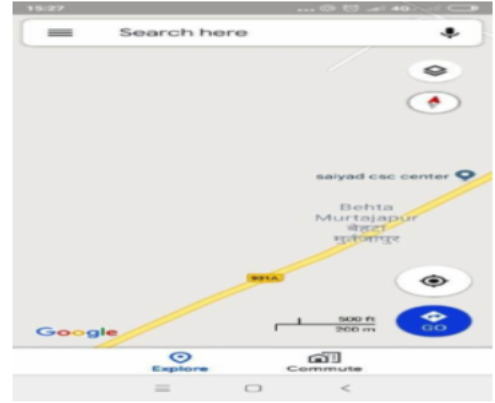 15:27
4G
Search here
saiyad csc center
Behta
Murtajapur
बेहटा
मुर्तजापुर
931A
Google
500 ft
200 m
GO
Explore
Commute